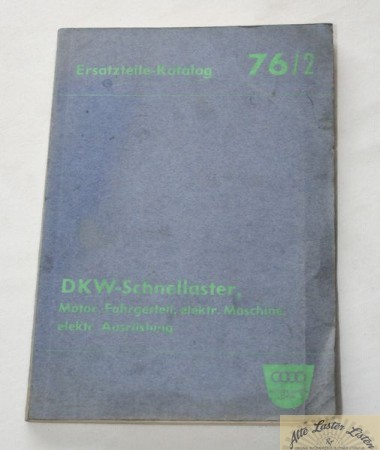 Ersatzteile-Katalog 76/2
DKW-Schnellaster,
Motor, Fahrgestell, elektr. Maschine,
elektr. Ausrüstung
Alte Laster Listen